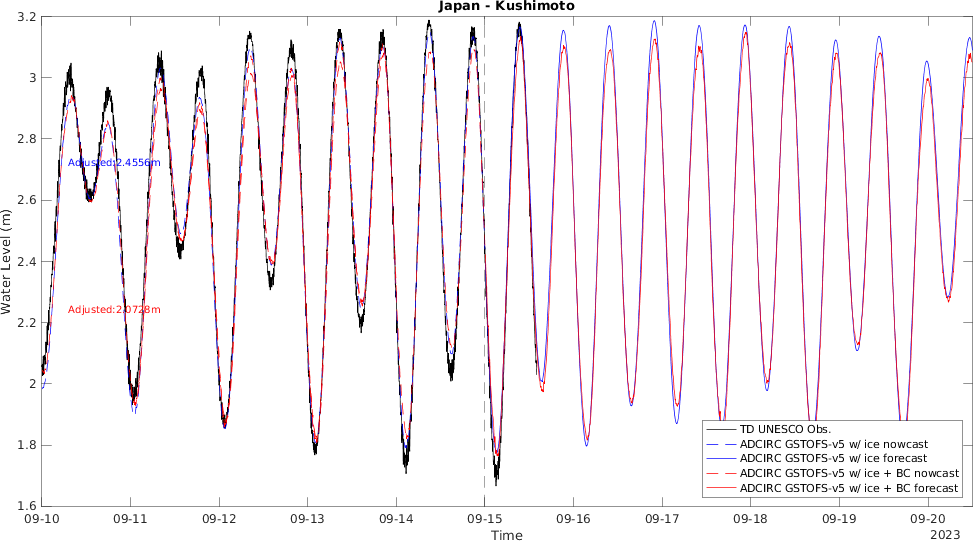 Japan - Kushimoto
3.2
3
2.8
2.6
2.4
2.2
2
1.8
1.6
Water Level (m)
Adjusted:2.4556m
Adjusted:2.0728m
TD UNESCO Obs.
ADCIRC GSTOFS-v5 w/ ice nowcast
ADCIRC GSTOFS-v5 w/ ice forecast
ADCIRC GSTOFS-v5 w/ ice + BC nowcast
ADCIRC GSTOFS-v5 w/ ice + BC forecast
09-10 09-11 09-12 09-13 09-14 09-15 09-16 09-17 09-18 09-19 09-20
Time
2023